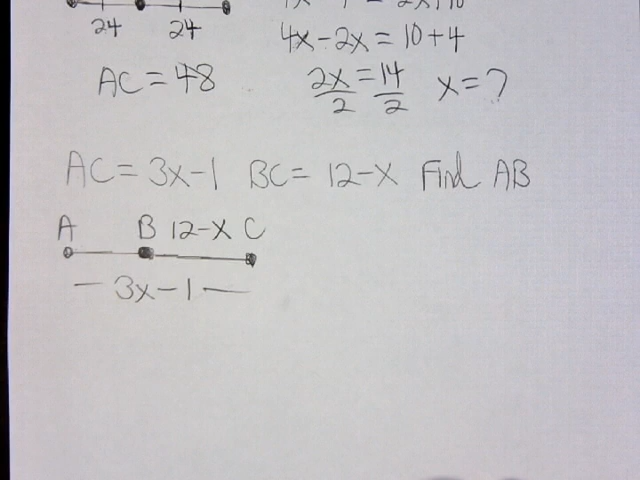 24 24
4x-2x = 10+4
AC = 48
2x = 14
2 2
x = 7
AC = 3x-1 BC = 12-x Find AB
A B 12-x C
3x-1